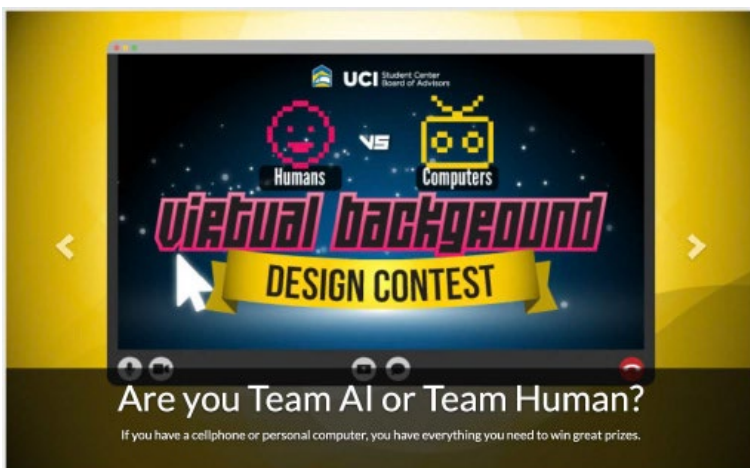 UCI Student Center
Board of Advisors
VS
Humans
Computers
virtual background
DESIGN CONTEST
Are you Team AI or Team Human?
If you have a cellphone or personal computer, you have everything you need to win great prizes.